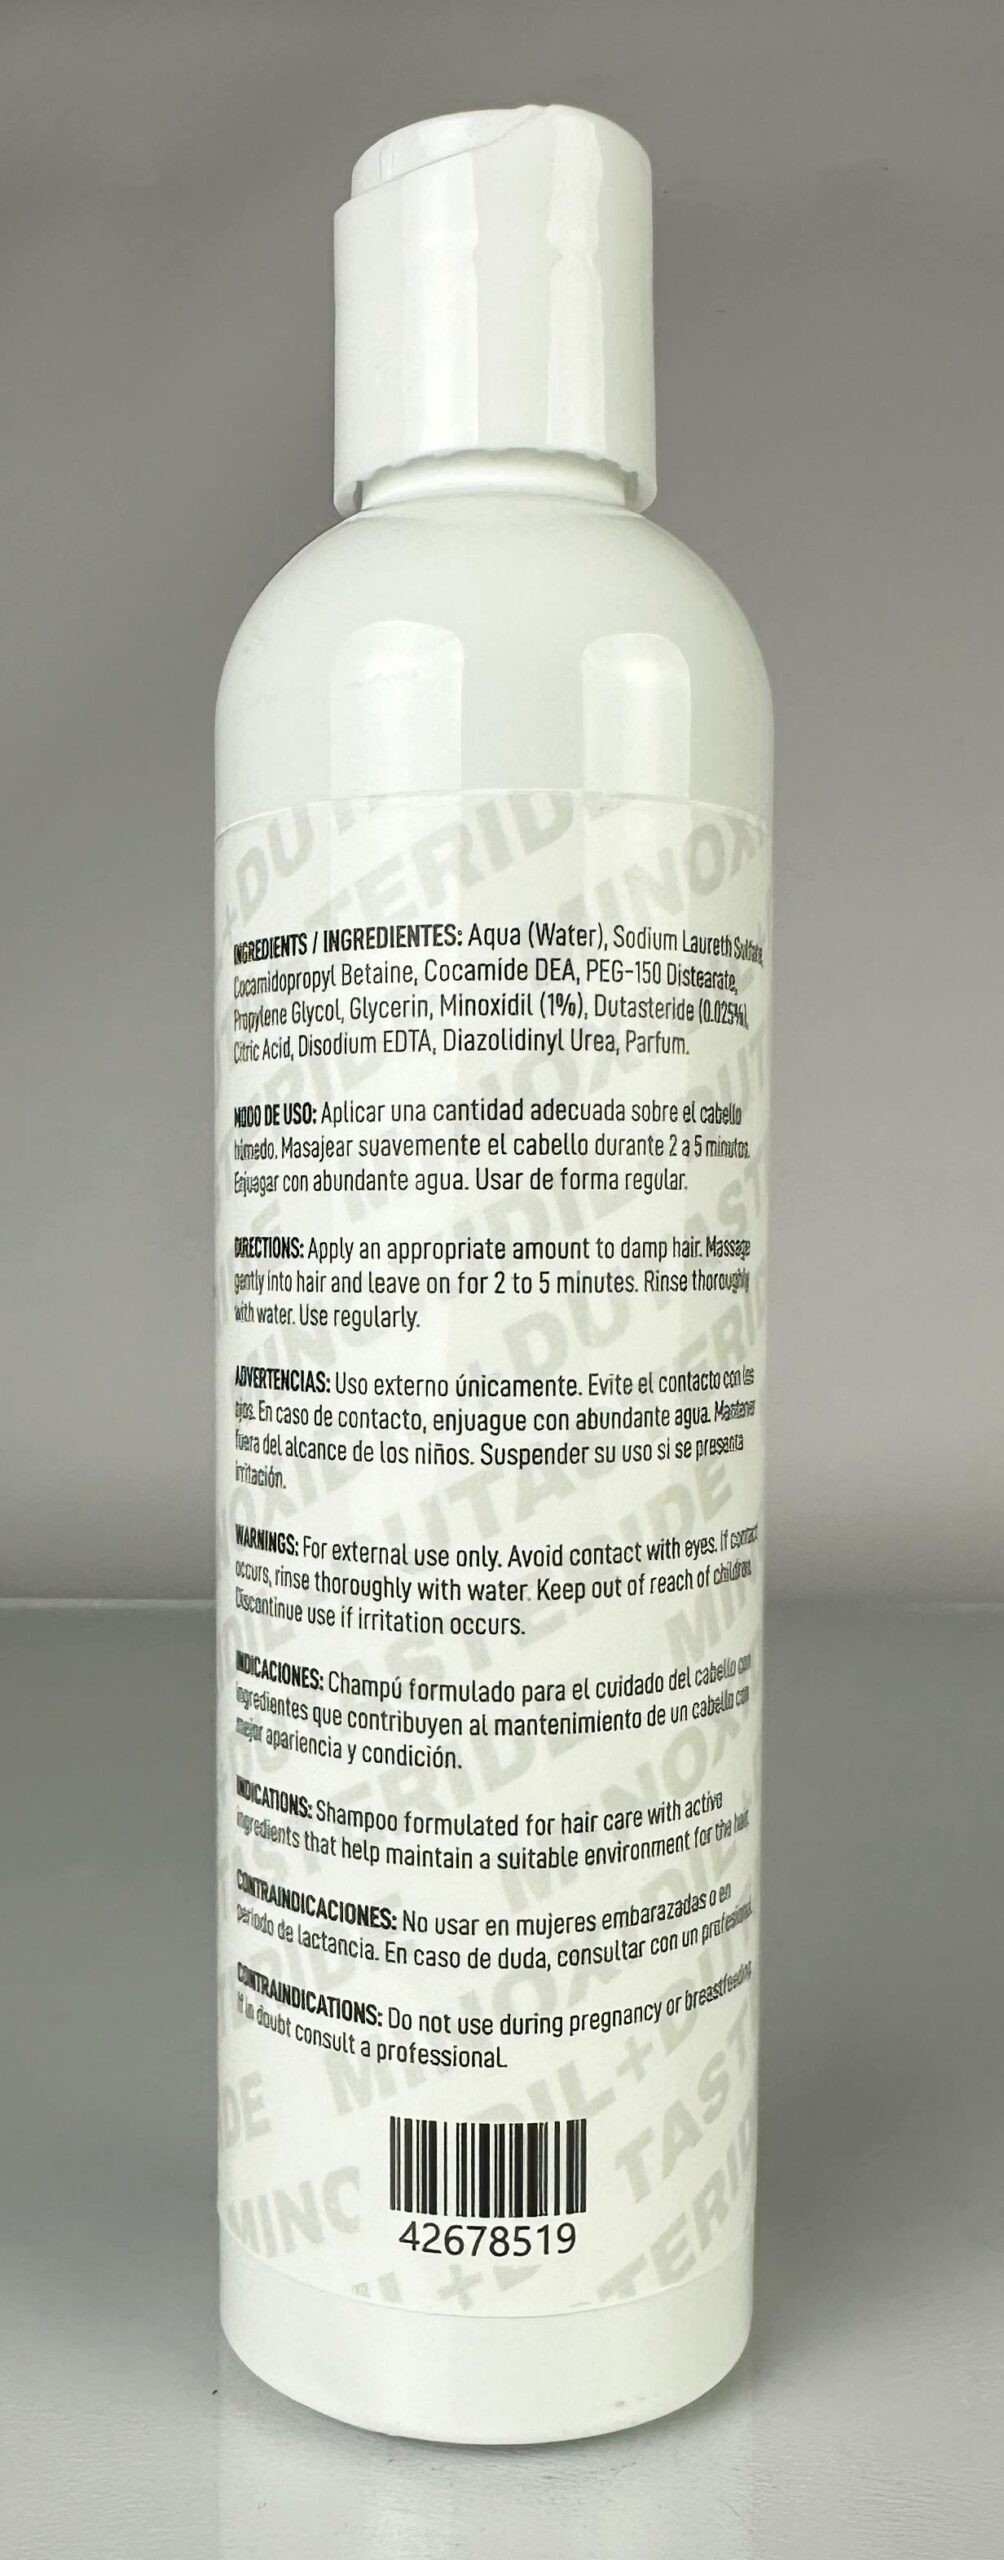 INGREDIENTS / INGREDIENTES: Aqua (Water), Sodium Laureth Sulfate,
Cocamidopropyl Betaine, Cocamide DEA, PEG-150 Distearate,
Propylene Glycol, Glycerin, Minoxidil (1%), Dutasteride (0.025%),
Citric Acid, Disodium EDTA, Diazolidinyl Urea, Parfum.
MODO DE USO: Aplicar una cantidad adecuada sobre el cabello
húmedo. Masajear suavemente el cabello durante 2 a 5 minutos.
Enjuagar con abundante agua. Usar de forma regular.
DIRECTIONS: Apply an appropriate amount to damp hair. Massage
gently into hair and leave on for 2 to 5 minutes. Rinse thoroughly
with water. Use regularly.
ADVERTENCIAS: Uso externo únicamente. Evite el contacto con los
ojos. En caso de contacto, enjuague con abundante agua. Mantener
fuera del alcance de los niños. Suspender su uso si se presenta
irritación.
WARNINGS: For external use only. Avoid contact with eyes. If contact
occurs, rinse thoroughly with water. Keep out of reach of children.
Discontinue use if irritation occurs.
INDICACIONES: Champú formulado para el cuidado del cabello con
ingredientes que contribuyen al mantenimiento de un cabello con
mejor apariencia y condición.
INDICATIONS: Shampoo formulated for hair care with active
ingredients that help maintain a suitable environment for the hair.
CONTRAINDICACIONES: No usar en mujeres embarazadas o en
periodo de lactancia. En caso de duda, consultar con un profesional.
CONTRAINDICATIONS: Do not use during pregnancy or breastfeeding.
If in doubt consult a professional.
42678519